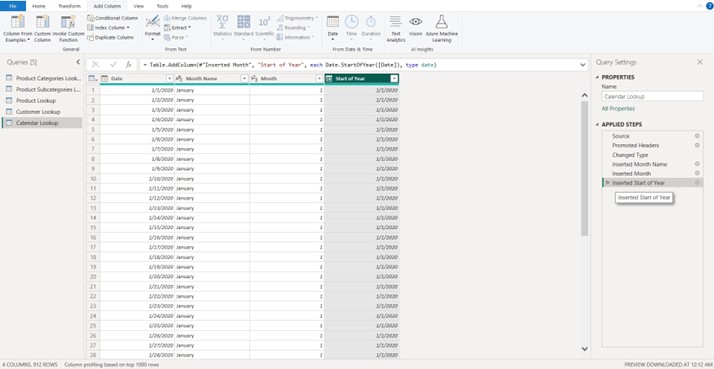 File Home Transform Add Column View Tools Help
Column From Examples Custom Column Invoke Custom Function
Conditional Column
Index Column
Duplicate Column
General
Format
Merge Columns
Extract
Parse
From Text
Statistics Standard Scientific
Trigonometry
Rounding
Information
From Number
Date Time Duration
From Date & Time
Text Analytics Vision Azure Machine Learning
AI Insights
Queries [5]
Product Categories Look...
Product Subcategories L...
Product Lookup
Customer Lookup
Calendar Lookup
= Table.AddColumn(#"Inserted Month", "Start of Year", each Date.StartOfYear([Date]), type date)
Date Month Name Month Start of Year
1 1/1/2020 January 1 1/1/2020
2 1/2/2020 January 1 1/1/2020
3 1/3/2020 January 1 1/1/2020
4 1/4/2020 January 1 1/1/2020
5 1/5/2020 January 1 1/1/2020
6 1/6/2020 January 1 1/1/2020
7 1/7/2020 January 1 1/1/2020
8 1/8/2020 January 1 1/1/2020
9 1/9/2020 January 1 1/1/2020
10 1/10/2020 January 1 1/1/2020
11 1/11/2020 January 1 1/1/2020
12 1/12/2020 January 1 1/1/2020
13 1/13/2020 January 1 1/1/2020
14 1/14/2020 January 1 1/1/2020
15 1/15/2020 January 1 1/1/2020
16 1/16/2020 January 1 1/1/2020
17 1/17/2020 January 1 1/1/2020
18 1/18/2020 January 1 1/1/2020
19 1/19/2020 January 1 1/1/2020
20 1/20/2020 January 1 1/1/2020
21 1/21/2020 January 1 1/1/2020
22 1/22/2020 January 1 1/1/2020
23 1/23/2020 January 1 1/1/2020
24 1/24/2020 January 1 1/1/2020
25 1/25/2020 January 1 1/1/2020
26 1/26/2020 January 1 1/1/2020
27 1/27/2020 January 1 1/1/2020
28 1/28/2020 January 1 1/1/2020
Query Settings
PROPERTIES
Name
Calendar Lookup
All Properties
APPLIED STEPS
Source
Promoted Headers
Changed Type
Inserted Month Name
Inserted Month
Inserted Start of Year
Inserted Start of Year
4 COLUMNS, 912 ROWS Column profiling based on top 1000 rows PREVIEW DOWNLOADED AT 12:12 AM